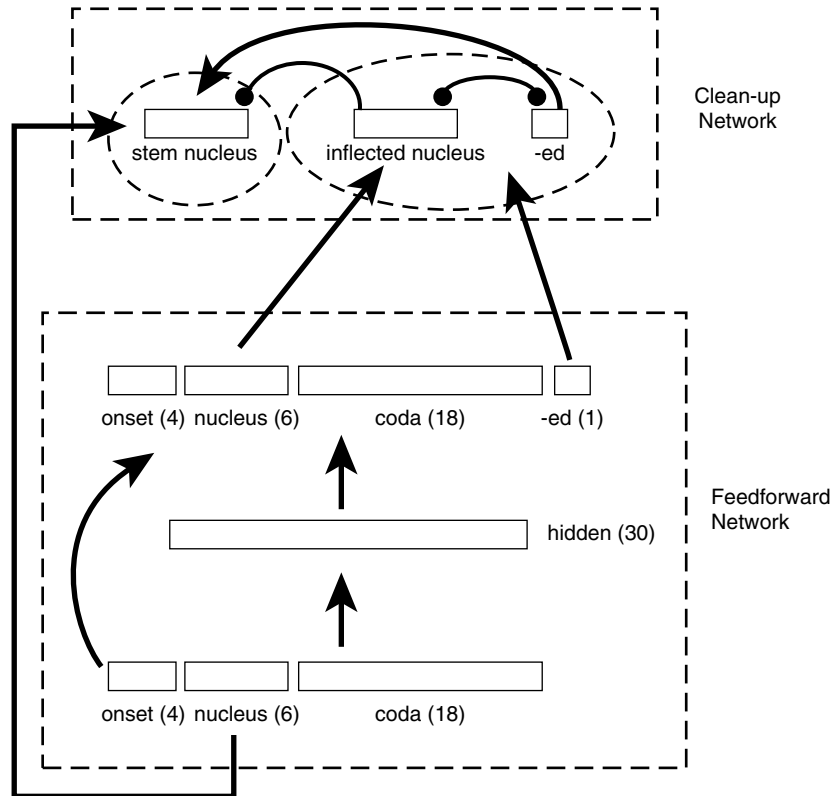 Clean-up
Network
stem nucleus
inflected nucleus
-ed
onset (4)
nucleus (6)
coda (18)
-ed (1)
Feedforward
Network
hidden (30)
onset (4)
nucleus (6)
coda (18)